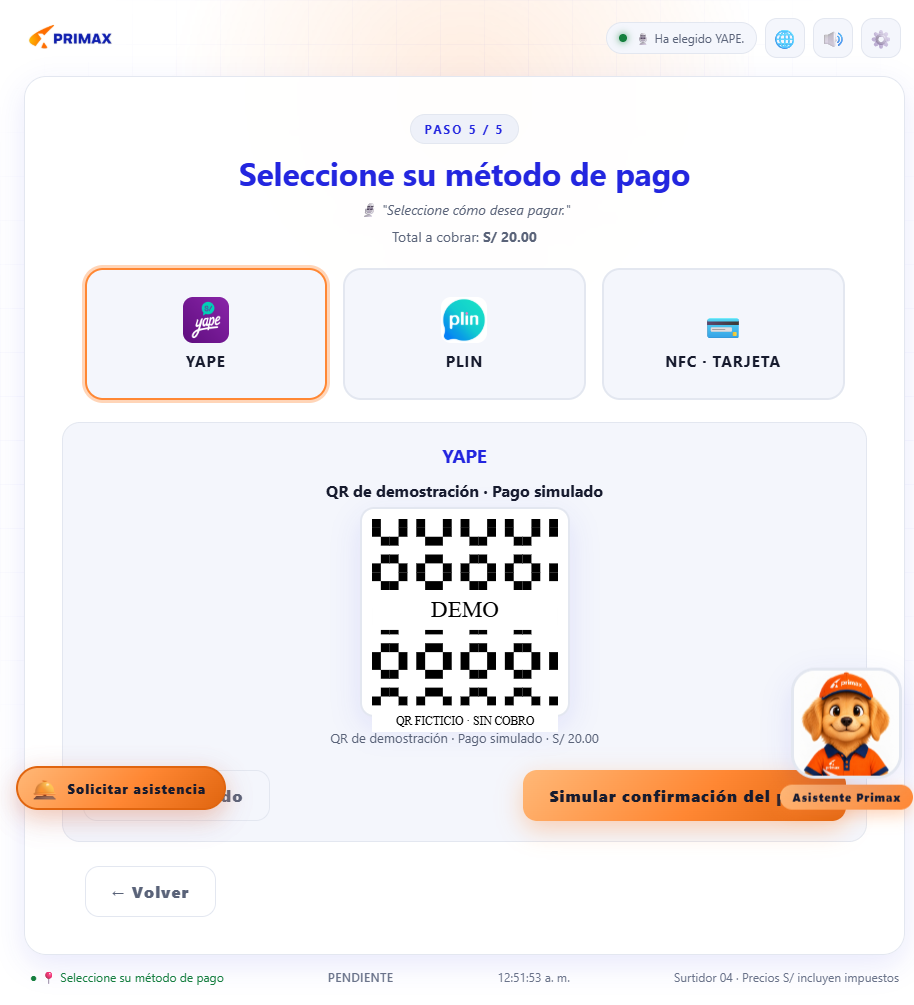 PRIMAX
Ha elegido YAPE.
PASO 5 / 5
Seleccione su método de pago
"Seleccione cómo desea pagar."
Total a cobrar: S/ 20.00
yape
plin
YAPE
PLIN
NFC · TARJETA
YAPE
QR de demostración · Pago simulado
DEMO
QR FICTICIO · SIN COBRO
QR de demostración · Pago simulado · S/ 20.00
primax
Solicitar asistencia
Simular confirmación del
Asistente Primax
← Volver
Seleccione su método de pago
PENDIENTE
12:51:53 a. m.
Surtidor 04 · Precios S/ incluyen impuestos